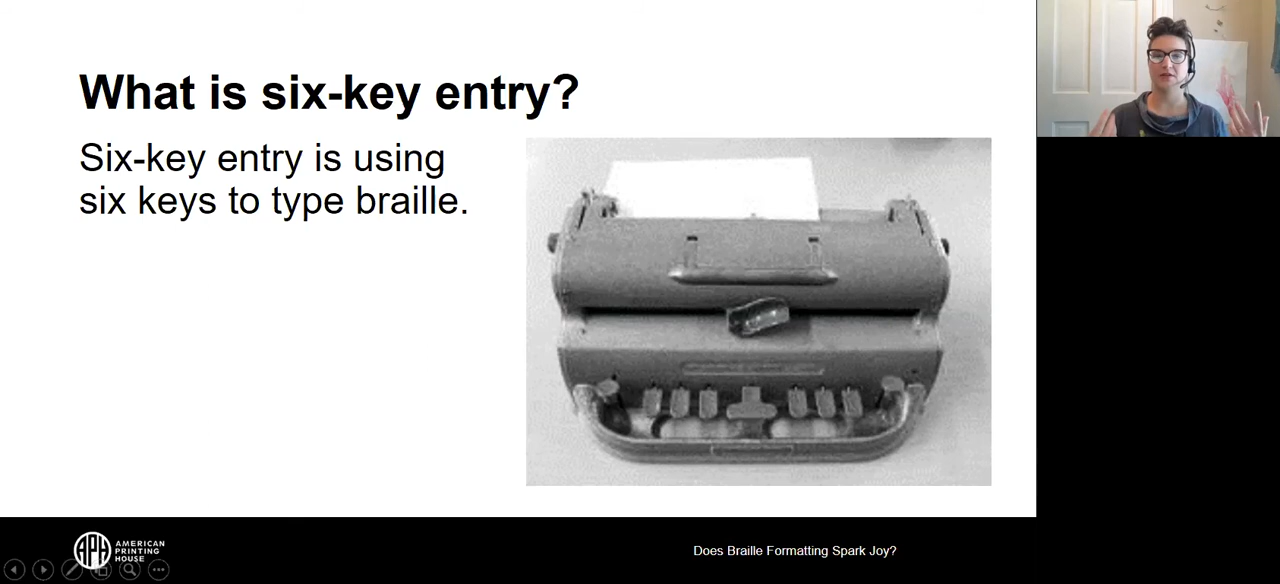 What is six-key entry?
Six-key entry is using
six keys to type braille.
APH
AMERICAN
PRINTING
HOUSE
Does Braille Formatting Spark Joy?